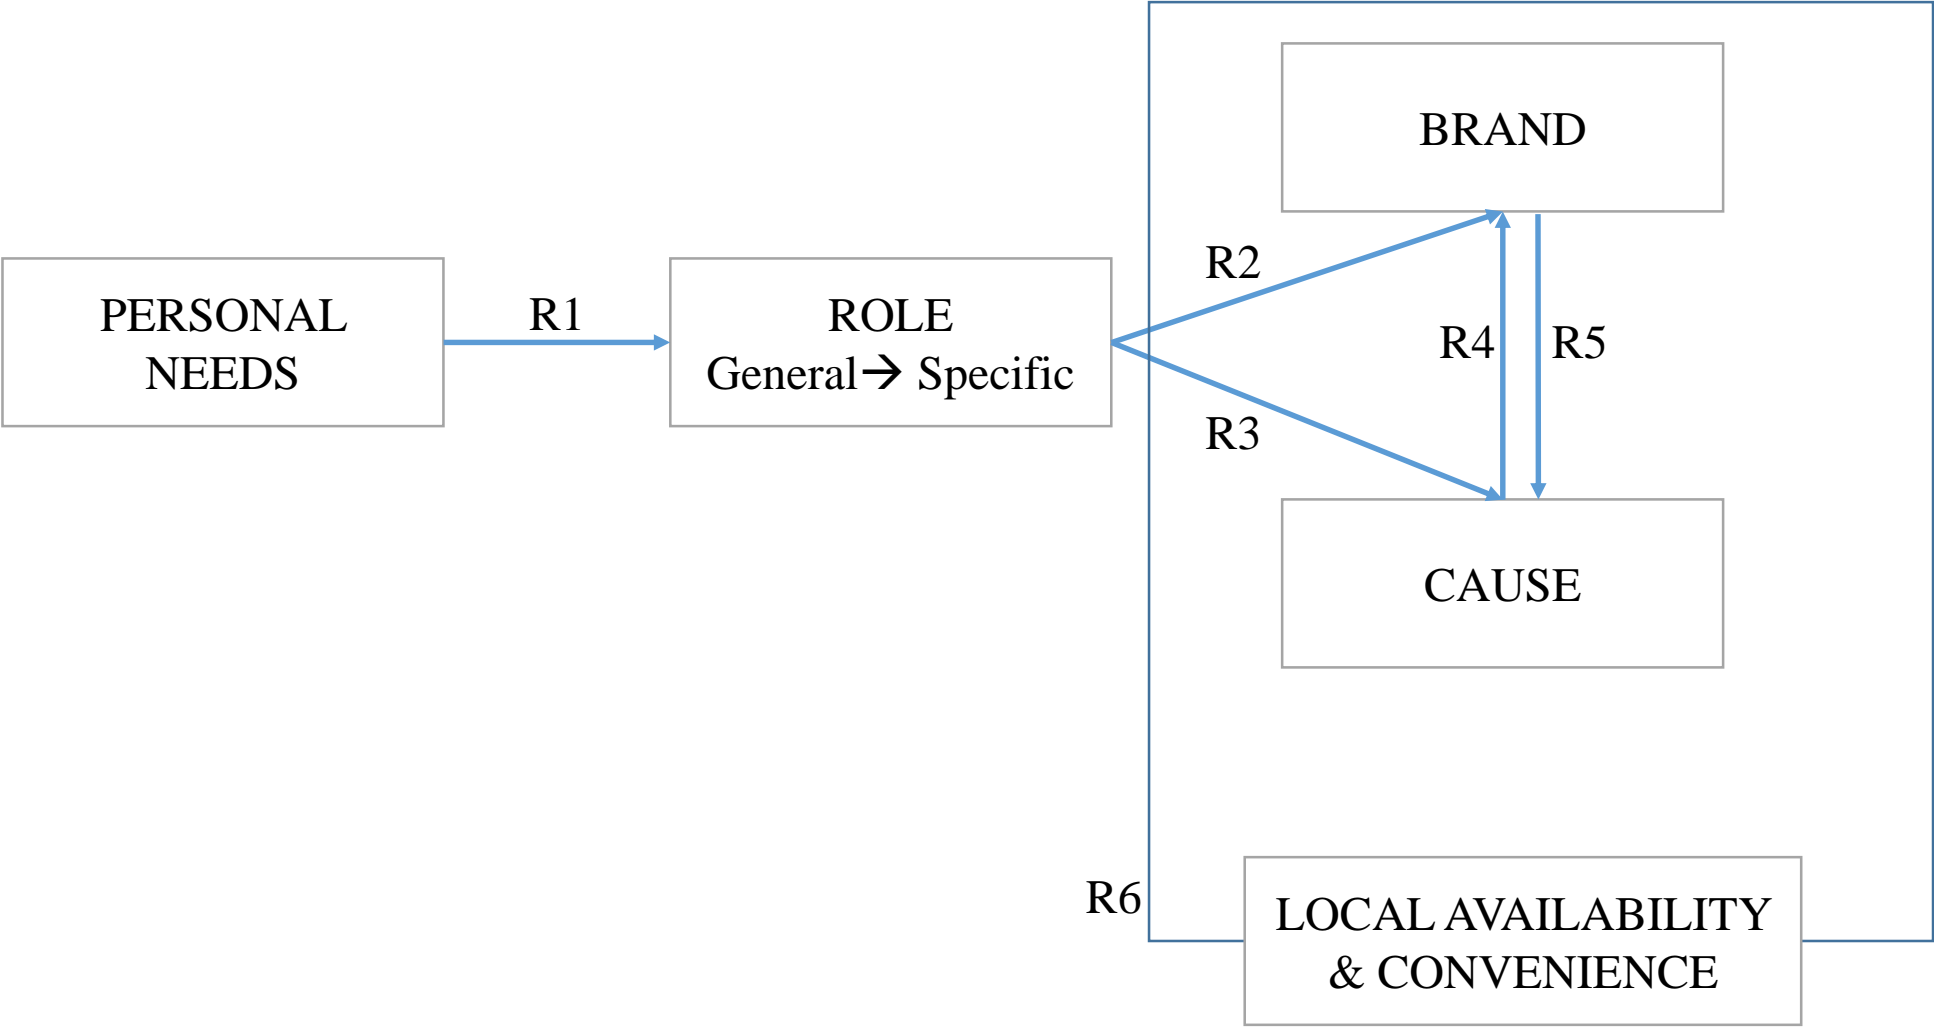 PERSONAL
NEEDS
R1
ROLE
General→ Specific
R2
R3
BRAND
R4
R5
CAUSE
R6
LOCAL AVAILABILITY
& CONVENIENCE